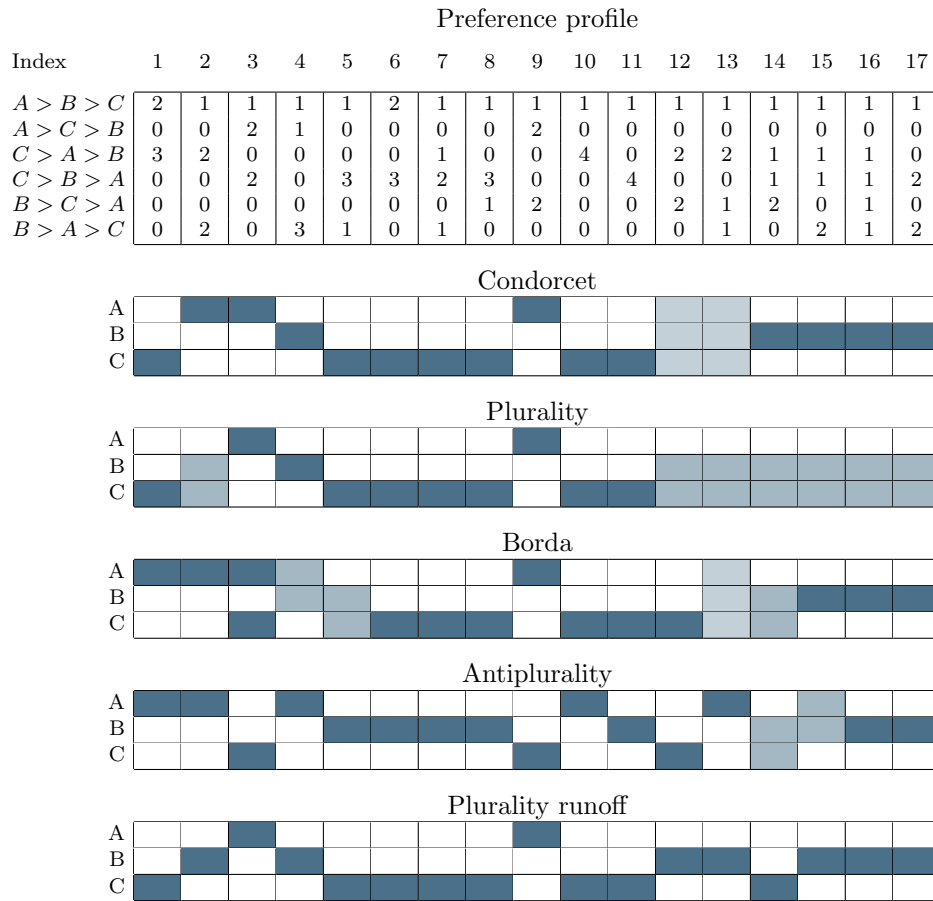 Preference profile
Index 1 2 3 4 5 6 7 8 9 10 11 12 13 14 15 16 17
A > B > C 2 1 1 1 1 2 1 1 1 1 1 1 1 1 1 1 1
A > C > B 0 0 2 1 0 0 0 0 2 0 0 0 0 0 0 0 0
C > A > B 3 2 0 0 0 0 1 0 0 4 0 2 2 1 1 1 0
C > B > A 0 0 2 0 3 3 2 3 0 0 4 0 0 1 1 1 2
B > C > A 0 0 0 0 0 0 0 1 2 0 0 2 1 2 0 1 0
B > A > C 0 2 0 3 1 0 1 0 0 0 0 0 1 0 2 1 2
Condorcet
A
B
C
Plurality
A
B
C
Borda
A
B
C
Antiplurality
A
B
C
Plurality runoff
A
B
C